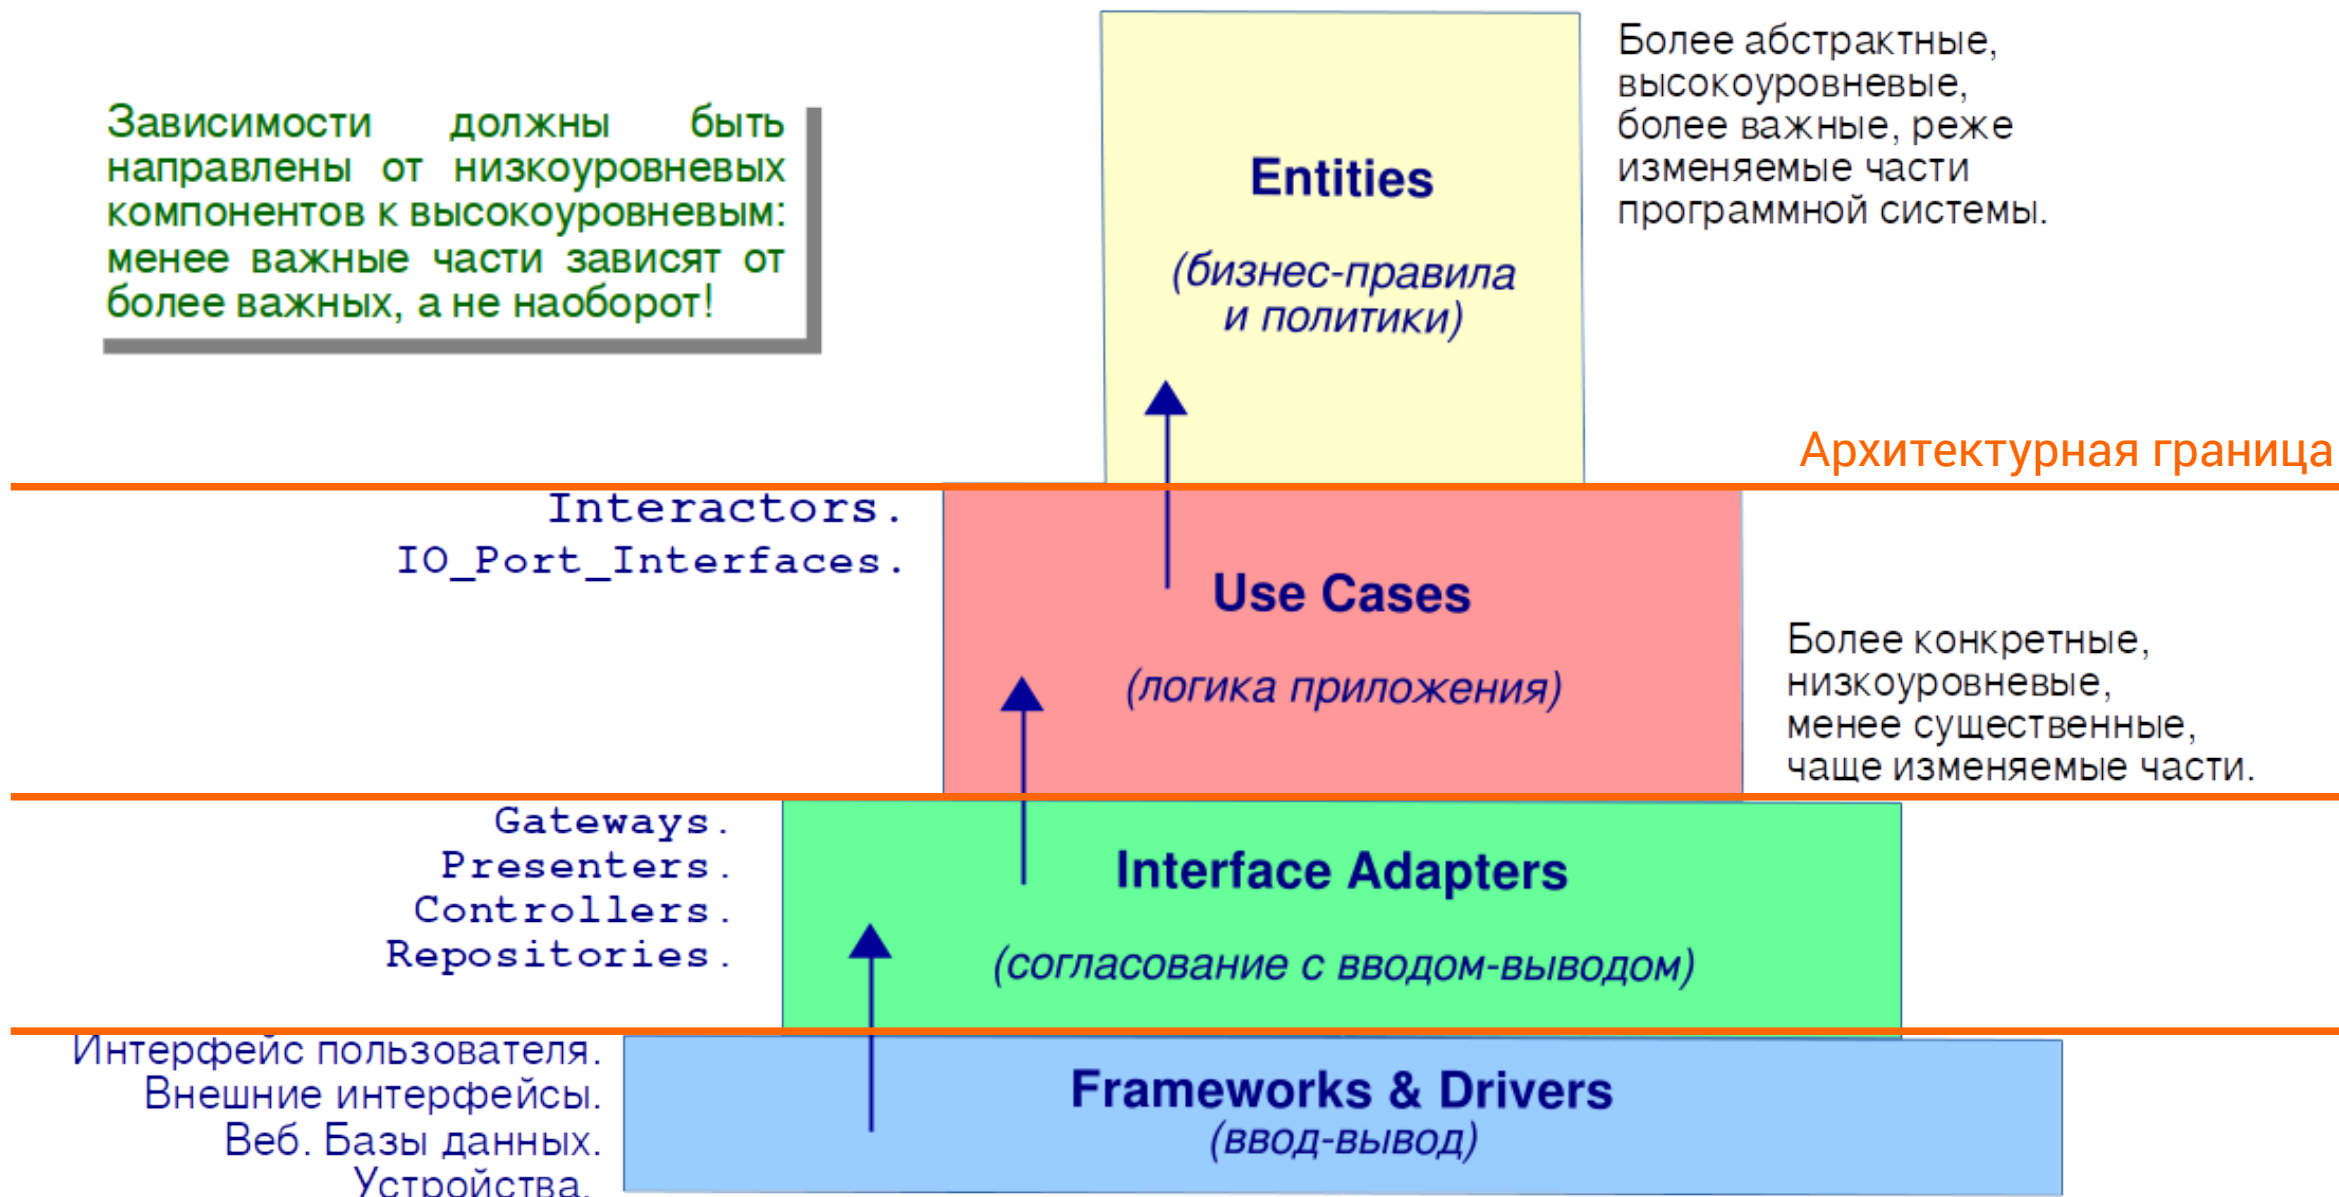 Зависимости должны быть
направлены от низкоуровневых
компонентов к высокоуровневым:
менее важные части зависят от
более важных, а не наоборот!
Entities
(бизнес-правила
и политики)
Более абстрактные,
высокоуровневые,
более важные, реже
изменяемые части
программной системы.
Архитектурная граница
Interactors.
IO_Port_Interfaces.
Use Cases
(логика приложения)
Более конкретные,
низкоуровневые,
менее существенные,
чаще изменяемые части.
Gateways.
Presenters.
Controllers.
Repositories.
Interface Adapters
(согласование с вводом-выводом)
Интерфейс пользователя.
Внешние интерфейсы.
Веб. Базы данных.
Устройства.
Frameworks & Drivers
(ввод-вывод)